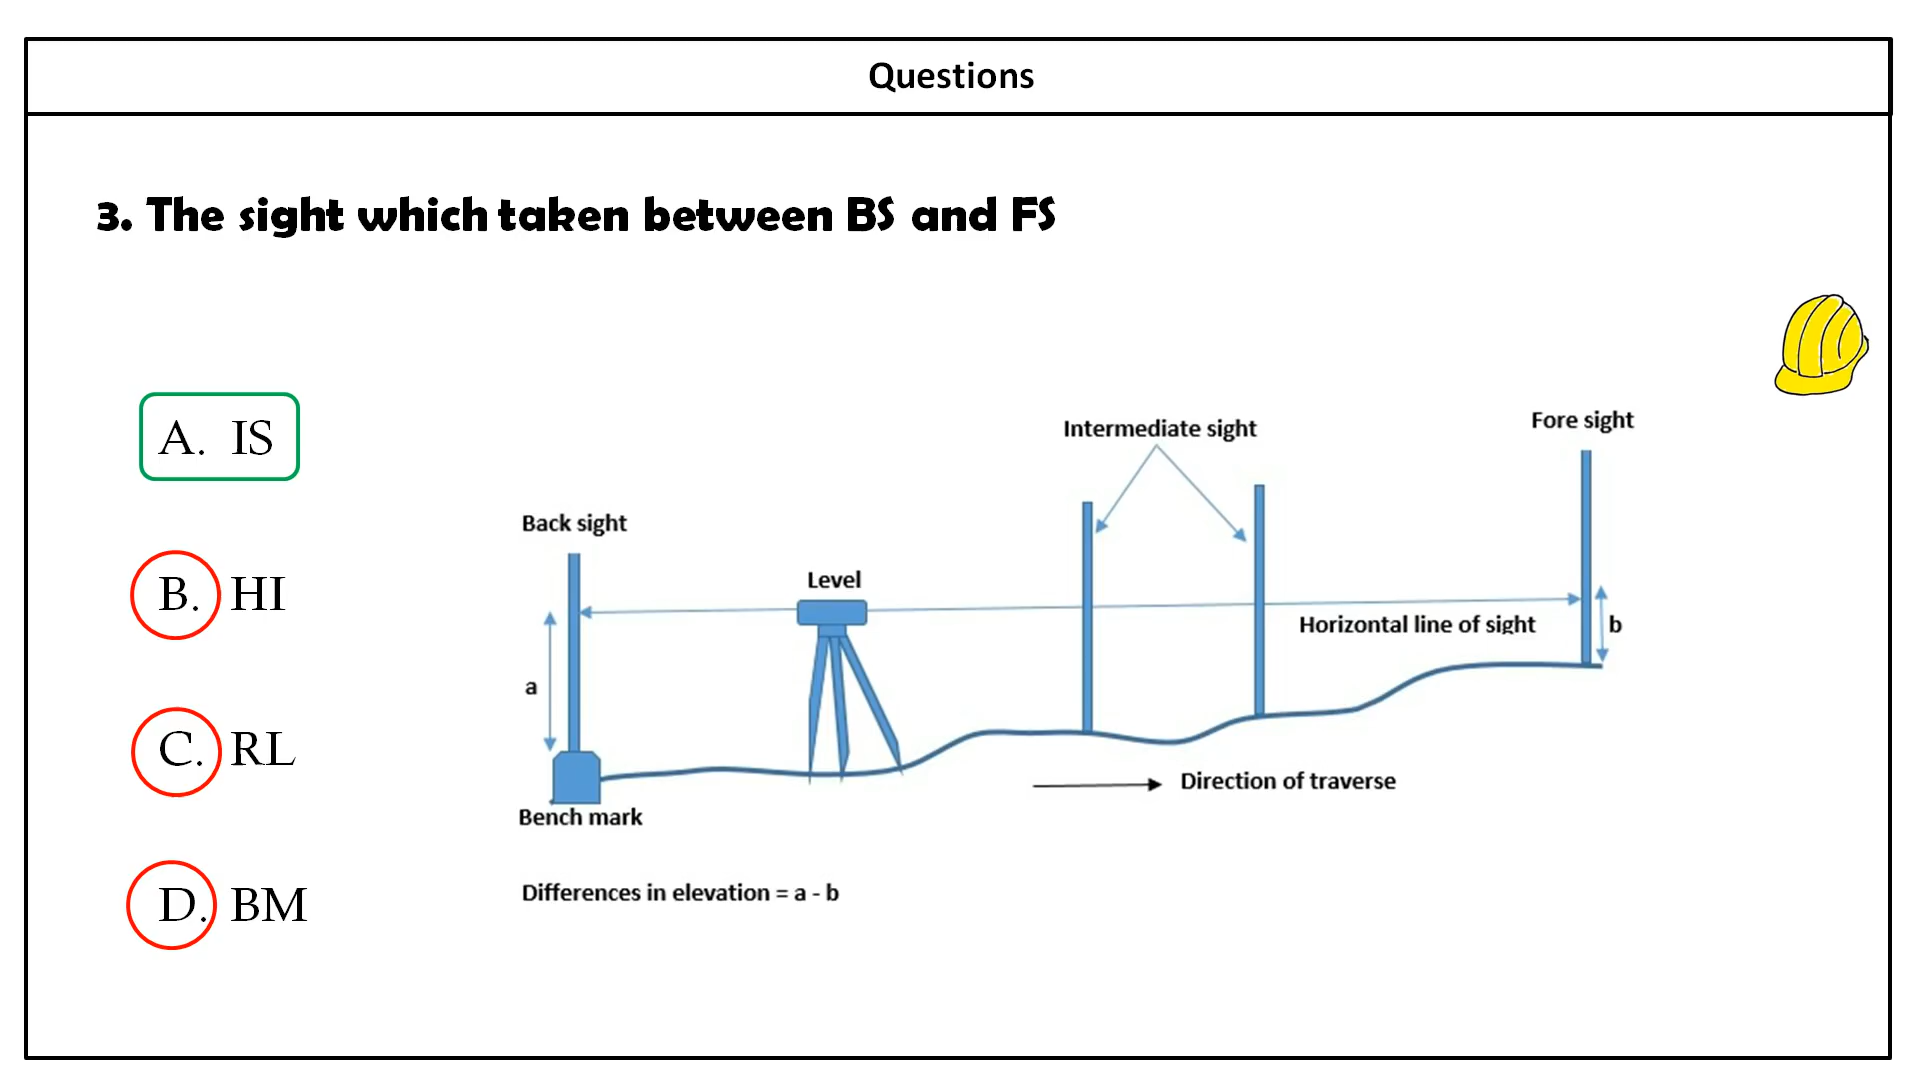 Questions
3. The sight which taken between BS and FS
A. IS
B. HI
C. RL
D. BM
Intermediate sight
Fore sight
Back sight
Level
Horizontal line of sight
b
a
Direction of traverse
Bench mark
Differences in elevation = a - b